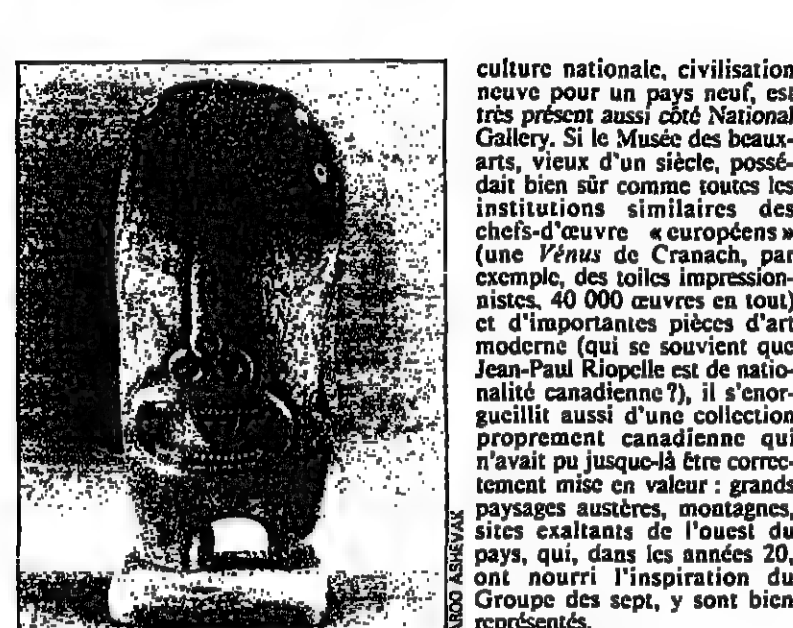 culture nationale, civilisation
neuve pour un pays neuf, est
très présent aussi côté National
Gallery. Si le Musée des beaux-
arts, vieux d'un siècle, possé-
dait bien sûr comme toutes les
institutions similaires des
chefs-d'œuvre « européens »
(une Vénus de Cranach, par
exemple, des toiles impression-
nistes, 40 000 œuvres en tout)
et d'importantes pièces d'art
moderne (qui se souvient que
Jean-Paul Riopelle est de natio-
nalité canadienne ?), il s'enor-
gueillit aussi d'une collection
proprement canadienne qui
n'avait pu jusque-là être correc-
tement mise en valeur : grands
paysages austères, montagnes,
sites exaltants de l'ouest du
pays, qui, dans les années 20,
ont nourri l'inspiration du
Groupe des sept, y sont bien
représentés.
ASHEVAK